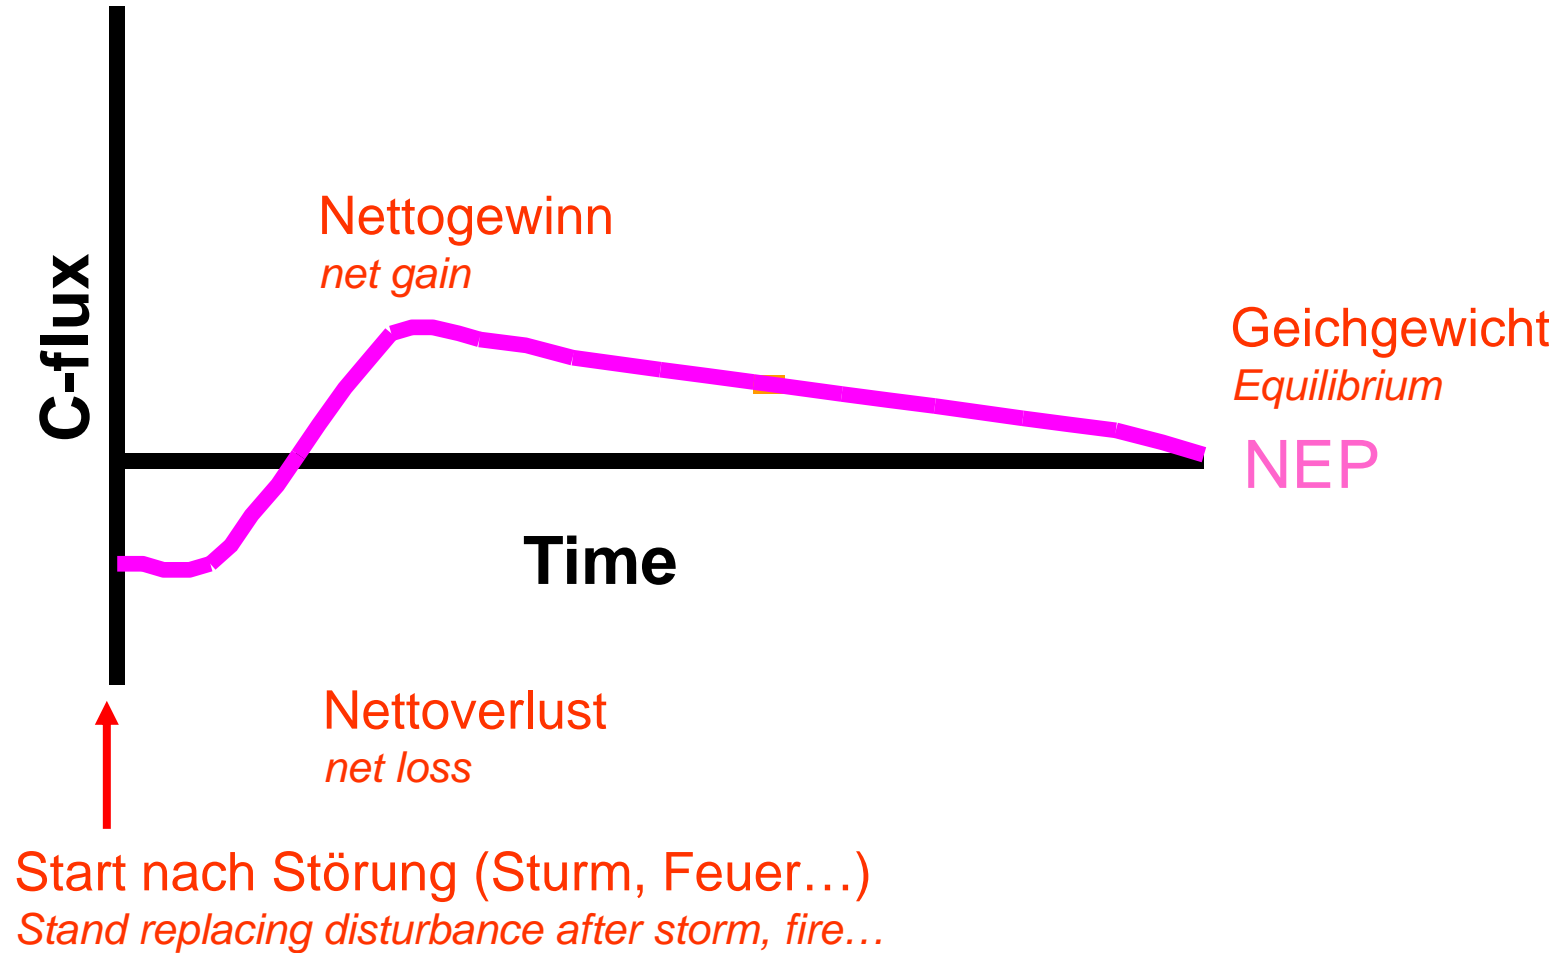 Nettogewinn
net gain
C-flux
Geichgewicht
Equilibrium
NEP
Time
Nettoverlust
net loss
Start nach Störung (Sturm, Feuer…)
Stand replacing disturbance after storm, fire…